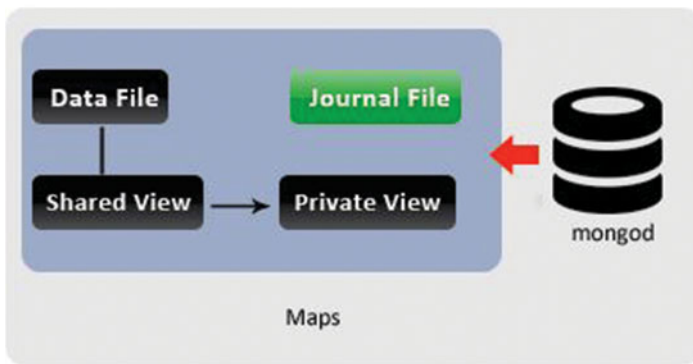 Data File
Journal File
Shared View
Private View
mongod
Maps